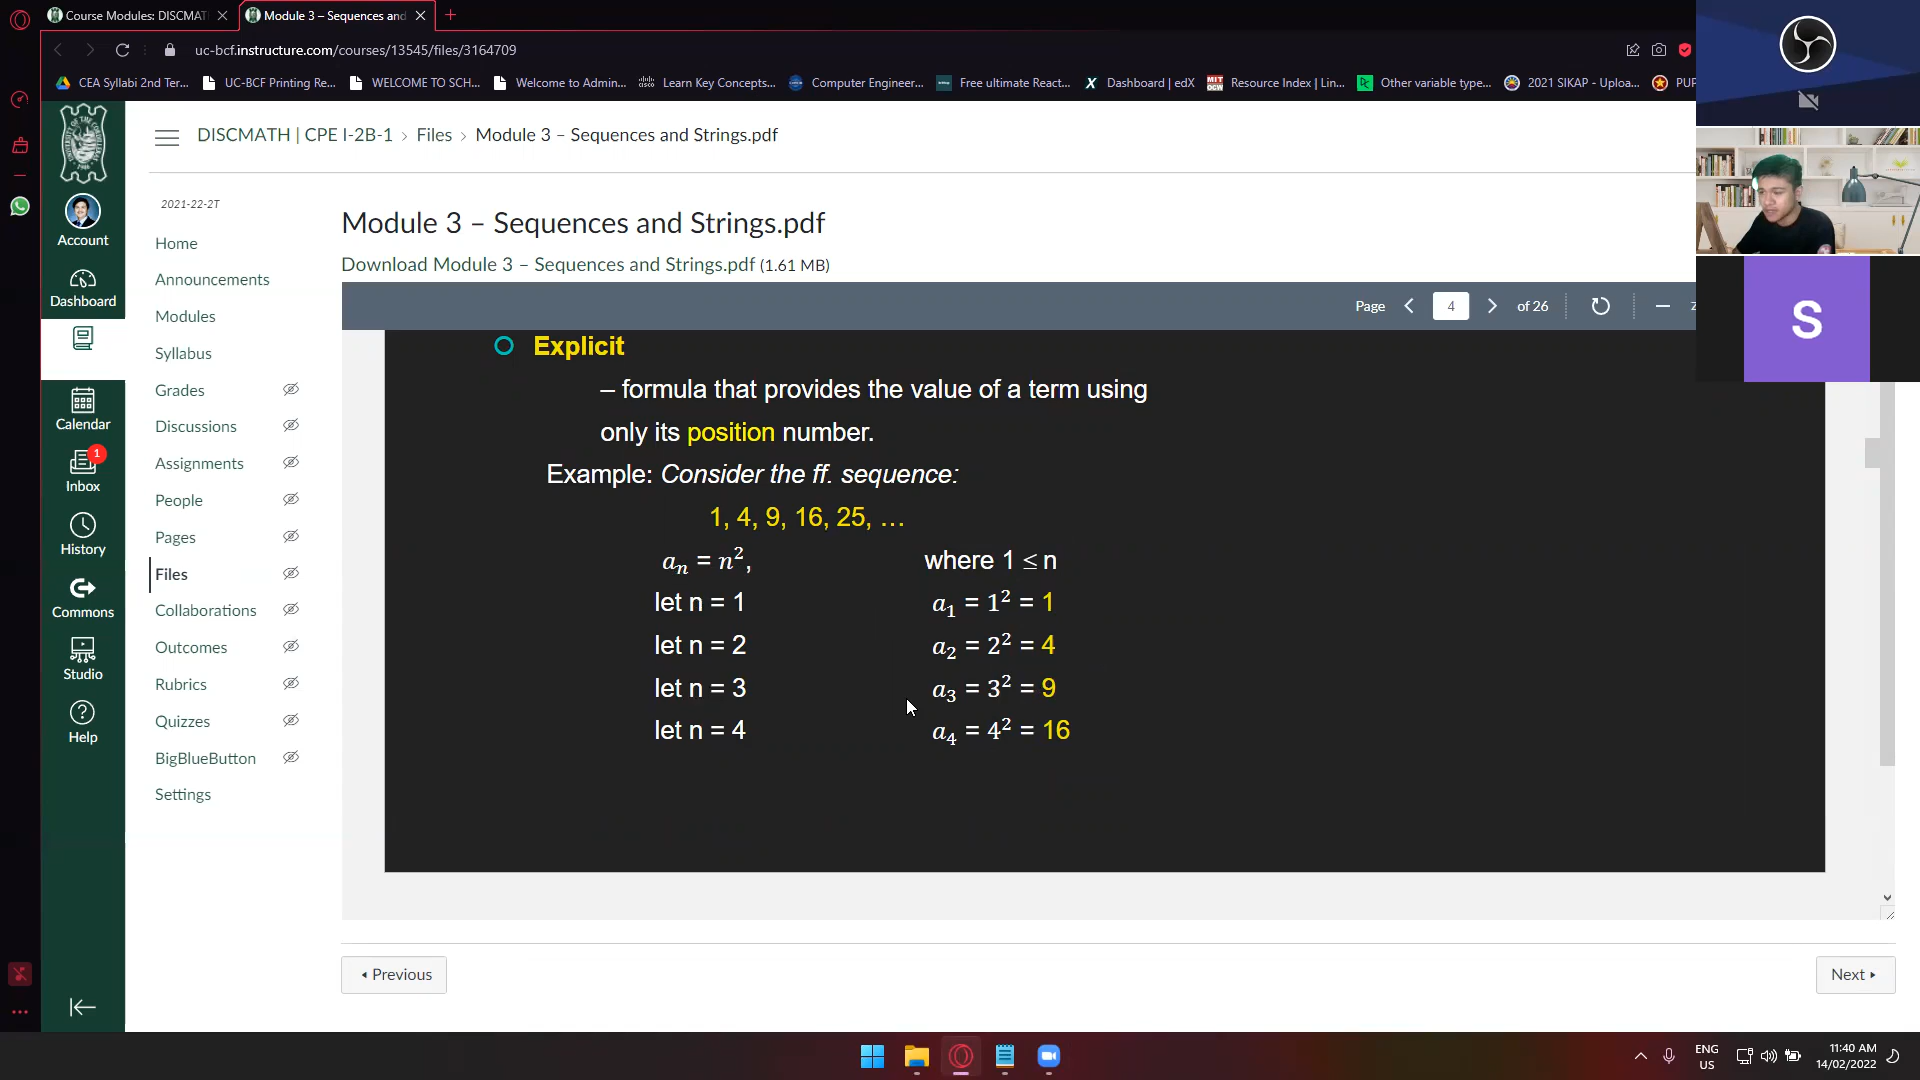 Course Modules: DISCMAT
Module 3 – Sequences and
uc-bcf.instructure.com/courses/13545/files/3164709
CEA Syllabi 2nd Ter...
UC-BCF Printing Re...
WELCOME TO SCH...
Welcome to Admin...
Learn Key Concepts...
Computer Engineer...
Free ultimate React...
Dashboard | edX
Resource Index | Lin...
Other variable type...
2021 SIKAP - Uploa...
PUP
DISCMATH | CPE I-2B-1 › Files › Module 3 – Sequences and Strings.pdf
2021-22-2T
Account
Dashboard
Calendar
1
Inbox
History
Commons
Studio
Help
Home
Announcements
Modules
Syllabus
Grades
Discussions
Assignments
People
Pages
Files
Collaborations
Outcomes
Rubrics
Quizzes
BigBlueButton
Settings
Module 3 – Sequences and Strings.pdf
Download Module 3 – Sequences and Strings.pdf (1.61 MB)
Page 4 of 26
Explicit
– formula that provides the value of a term using
only its position number.
Example: Consider the ff. sequence:
1, 4, 9, 16, 25, …
aₙ = n², where 1 ≤ n
let n = 1 a₁ = 1² = 1
let n = 2 a₂ = 2² = 4
let n = 3 a₃ = 3² = 9
let n = 4 a₄ = 4² = 16
Previous
Next
S
ENG
US
11:40 AM
14/02/2022